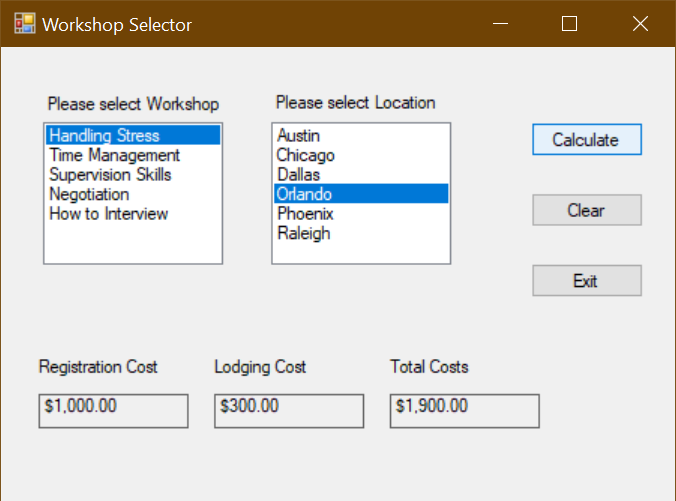 Workshop Selector
Please select Workshop
Please select Location
Handling Stress
Time Management
Supervision Skills
Negotiation
How to Interview
Austin
Chicago
Dallas
Orlando
Phoenix
Raleigh
Calculate
Clear
Exit
Registration Cost
Lodging Cost
Total Costs
$1,000.00
$300.00
$1,900.00